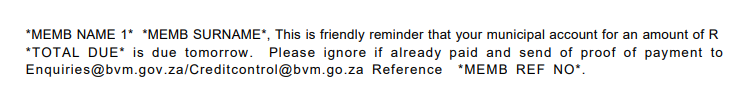 *MEMB NAME 1*  *MEMB SURNAME*, This is friendly reminder that your municipal account for an amount of R
*TOTAL DUE* is due tomorrow.  Please ignore if already paid and send of proof of payment to
Enquiries@bvm.gov.za/Creditcontrol@bvm.go.za Reference  *MEMB REF NO*.